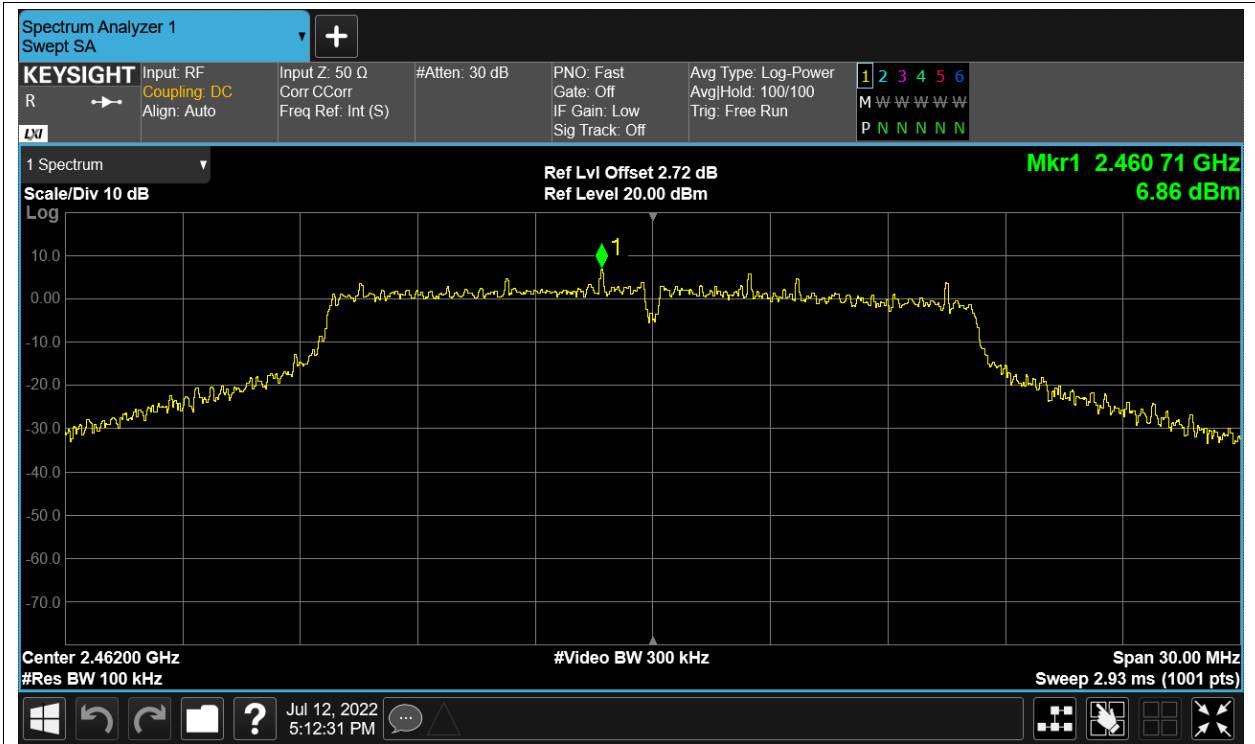 Spectrum Analyzer 1
Swept SA
+
KEYSIGHT
R
LXI
Input: RF
Coupling: DC
Align: Auto
Input Z: 50 Ω
Corr CCorr
Freq Ref: Int (S)
#Atten: 30 dB
PNO: Fast
Gate: Off
IF Gain: Low
Sig Track: Off
Avg Type: Log-Power
Avg|Hold: 100/100
Trig: Free Run
1 2 3 4 5 6
M W W W W W
P N N N N N
1 Spectrum
Scale/Div 10 dB
Log
Ref Lvl Offset 2.72 dB
Ref Level 20.00 dBm
Mkr1 2.460 71 GHz
6.86 dBm
1
10.0
0.00
-10.0
-20.0
-30.0
-40.0
-50.0
-60.0
-70.0
Center 2.46200 GHz
#Video BW 300 kHz
Span 30.00 MHz
#Res BW 100 kHz
Sweep 2.93 ms (1001 pts)
?
Jul 12, 2022
5:12:31 PM